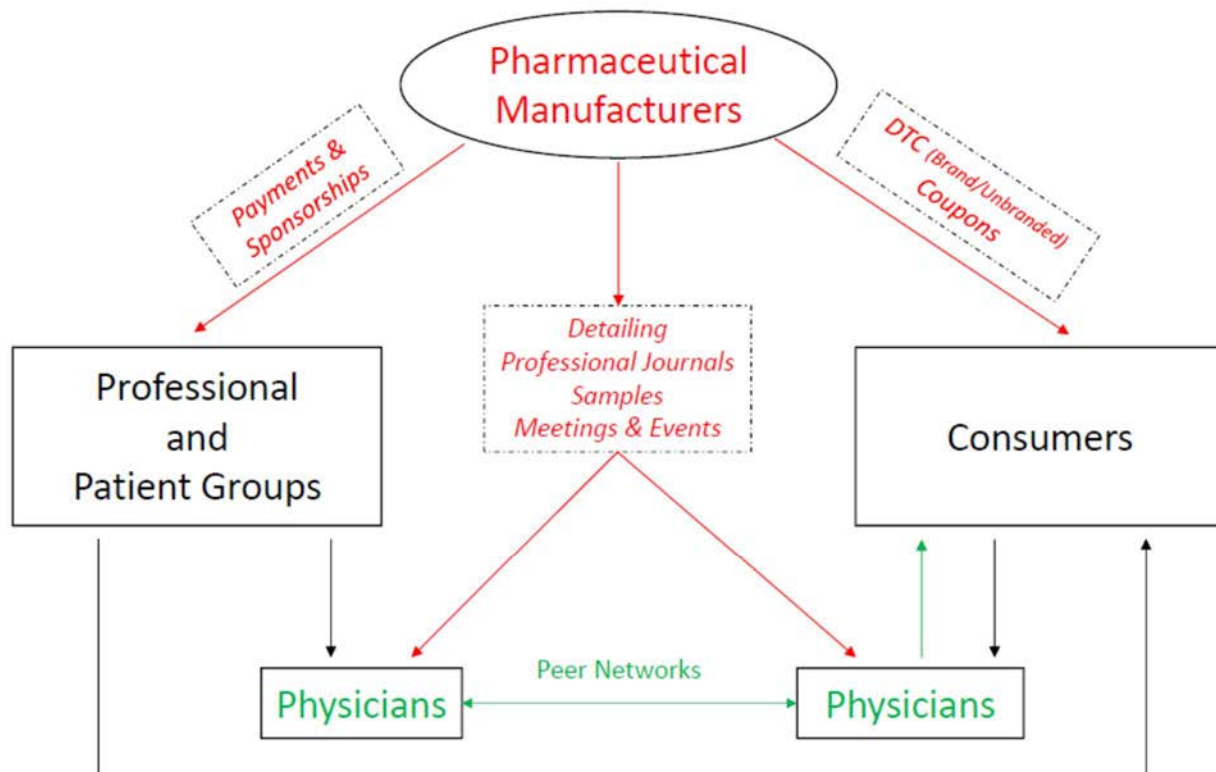 Pharmaceutical
Manufacturers
Payments &
Sponsorships
DTC (Brand/Unbranded)
Coupons
Detailing
Professional Journals
Samples
Meetings & Events
Professional
and
Patient Groups
Consumers
Peer Networks
Physicians
Physicians